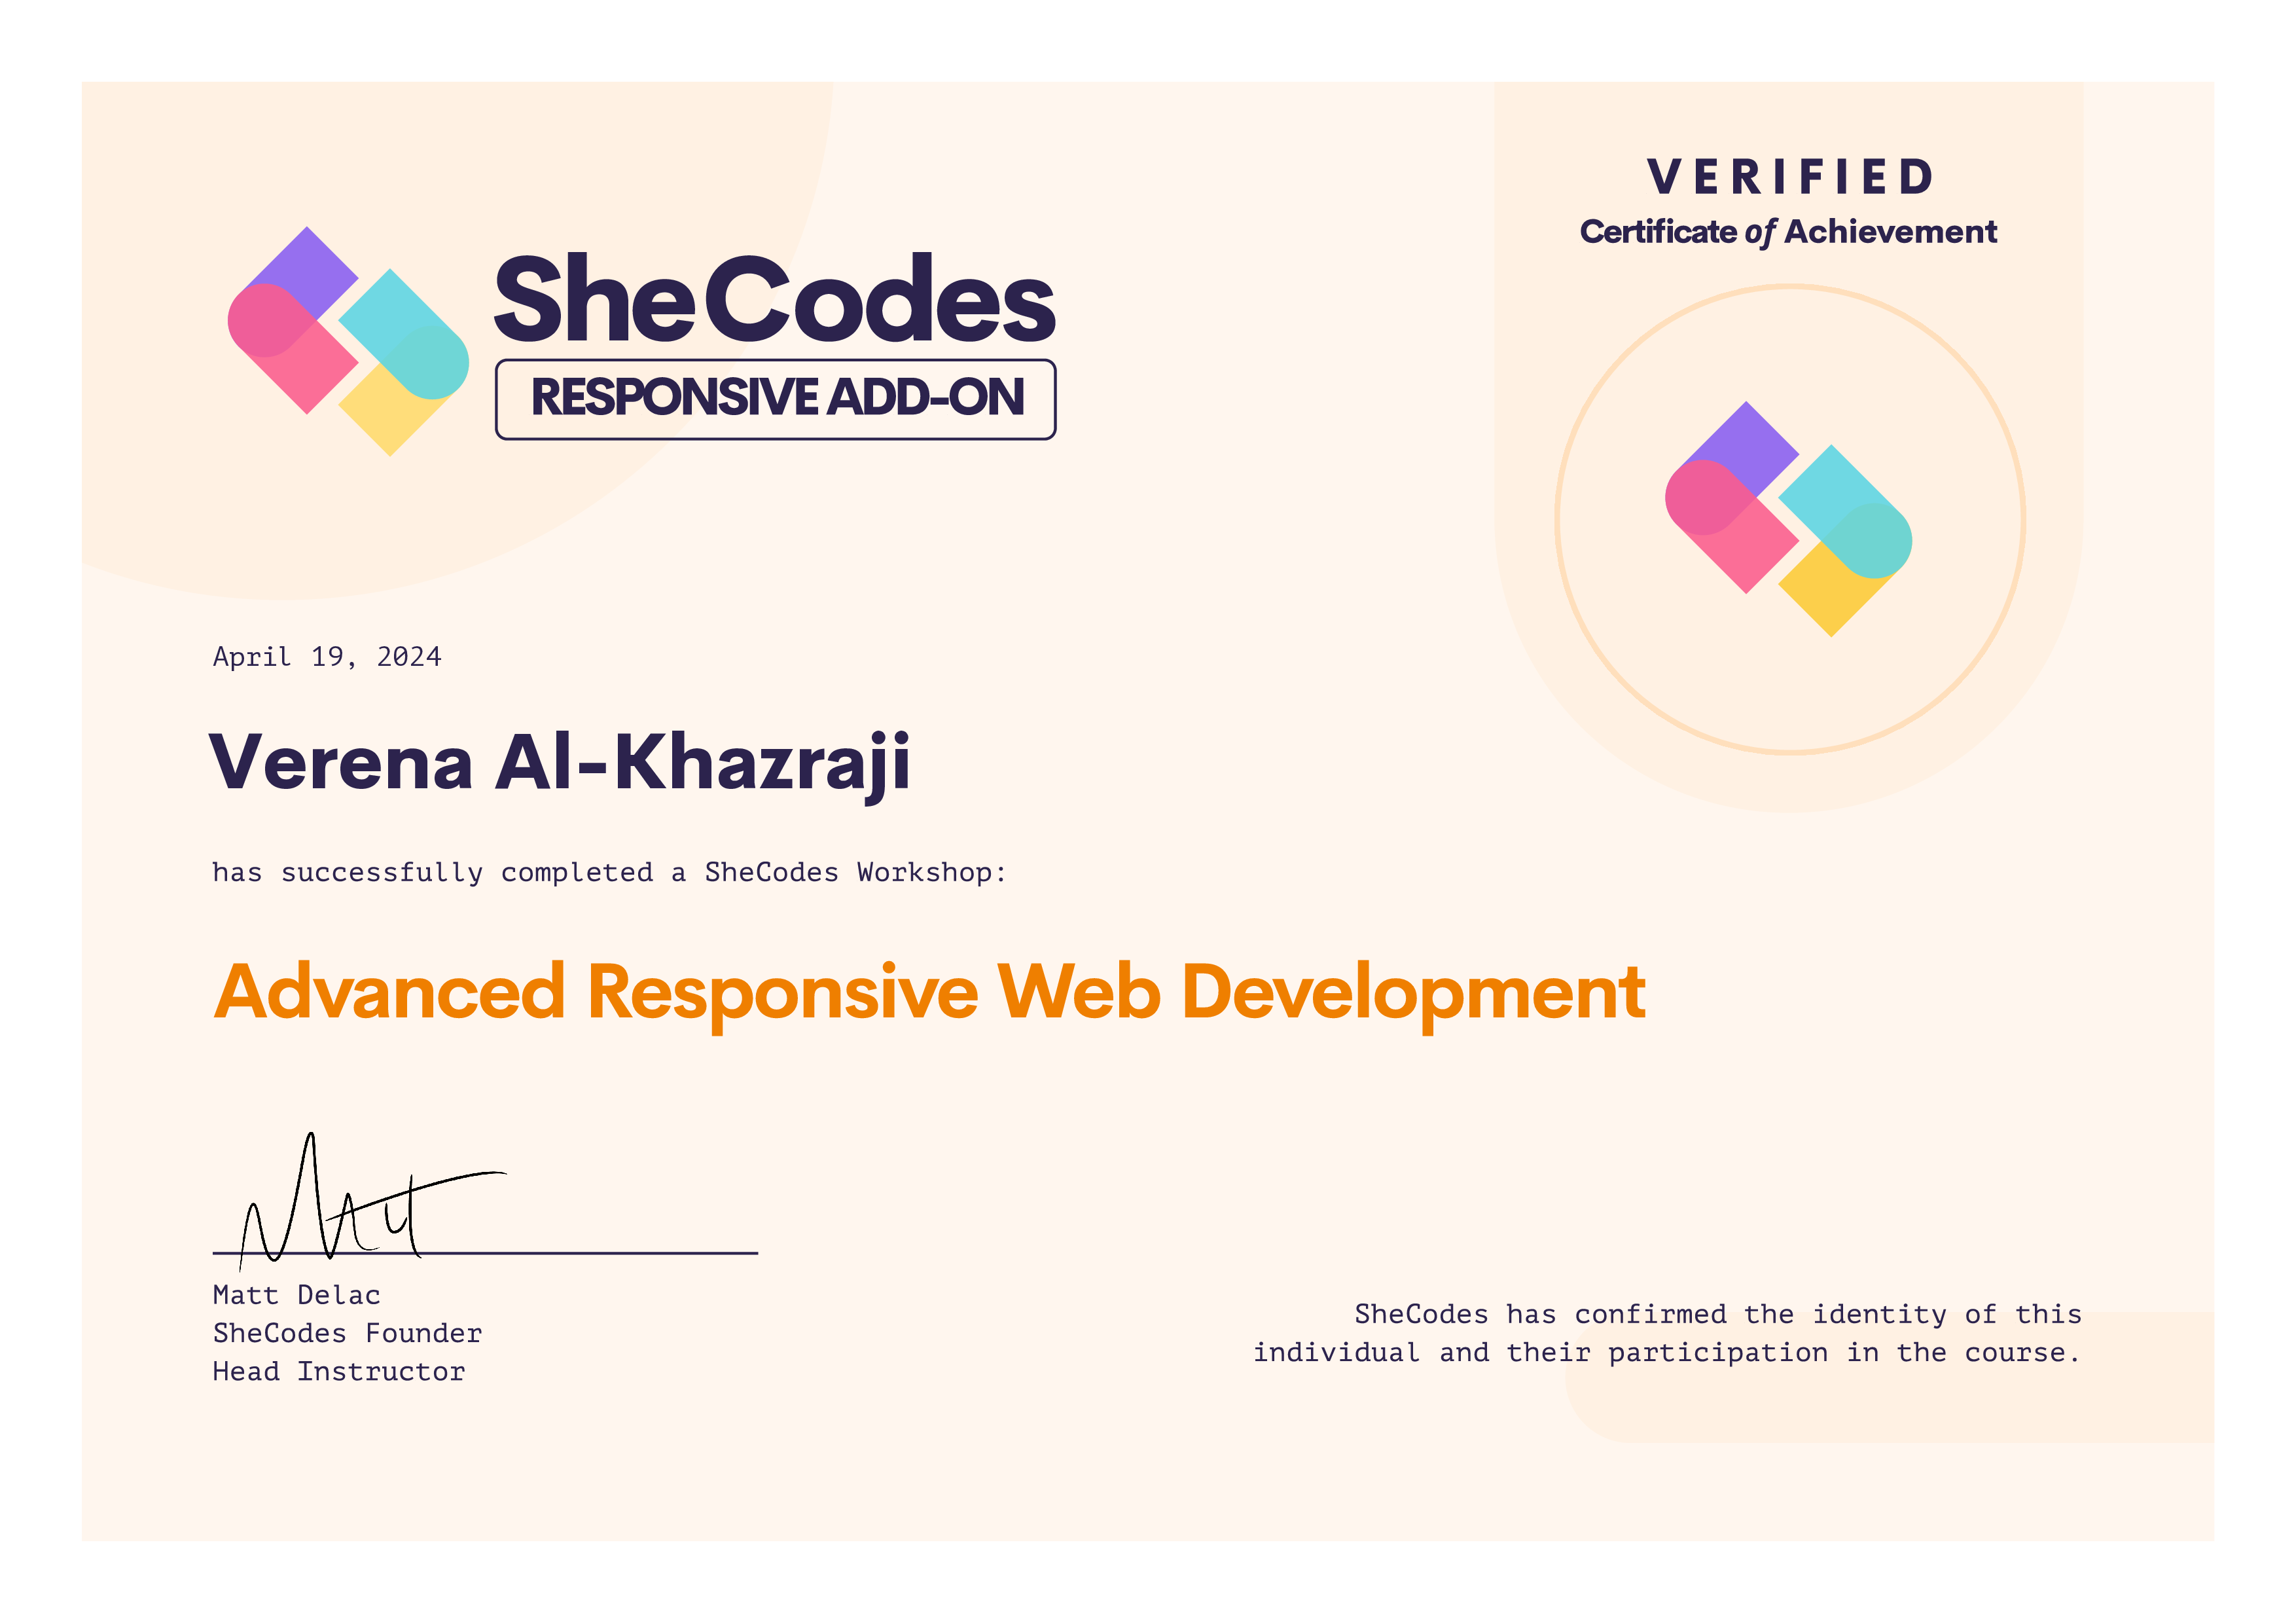 VERIFIED
Certificate of Achievement
SheCodes
RESPONSIVE ADD-ON
April 19, 2024
Verena Al-Khazraji
has successfully completed a SheCodes Workshop:
Advanced Responsive Web Development
Matt
Matt Delac
SheCodes Founder
Head Instructor
SheCodes has confirmed the identity of this
individual and their participation in the course.